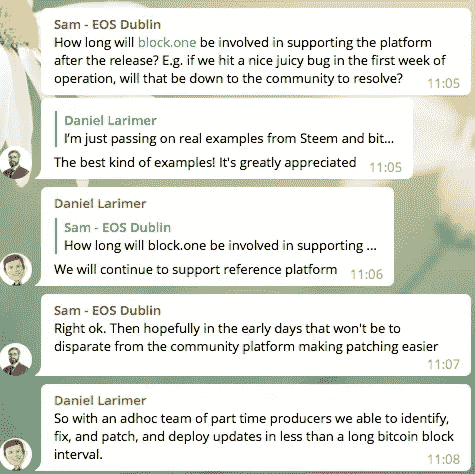 Sam - EOS Dublin
How long will block.one be involved in supporting the platform
after the release? E.g. if we hit a nice juicy bug in the first week of
operation, will that be down to the community to resolve?
11:05
Daniel Larimer
I'm just passing on real examples from Steem and bit...
The best kind of examples! It's greatly appreciated 11:05
Daniel Larimer
Sam - EOS Dublin
How long will block.one be involved in supporting ...
We will continue to support reference platform 11:06
Sam - EOS Dublin
Right ok. Then hopefully in the early days that won't be to
disparate from the community platform making patching easier
11:07
Daniel Larimer
So with an adhoc team of part time producers we able to identify,
fix, and patch, and deploy updates in less than a long bitcoin block
interval. 11:08